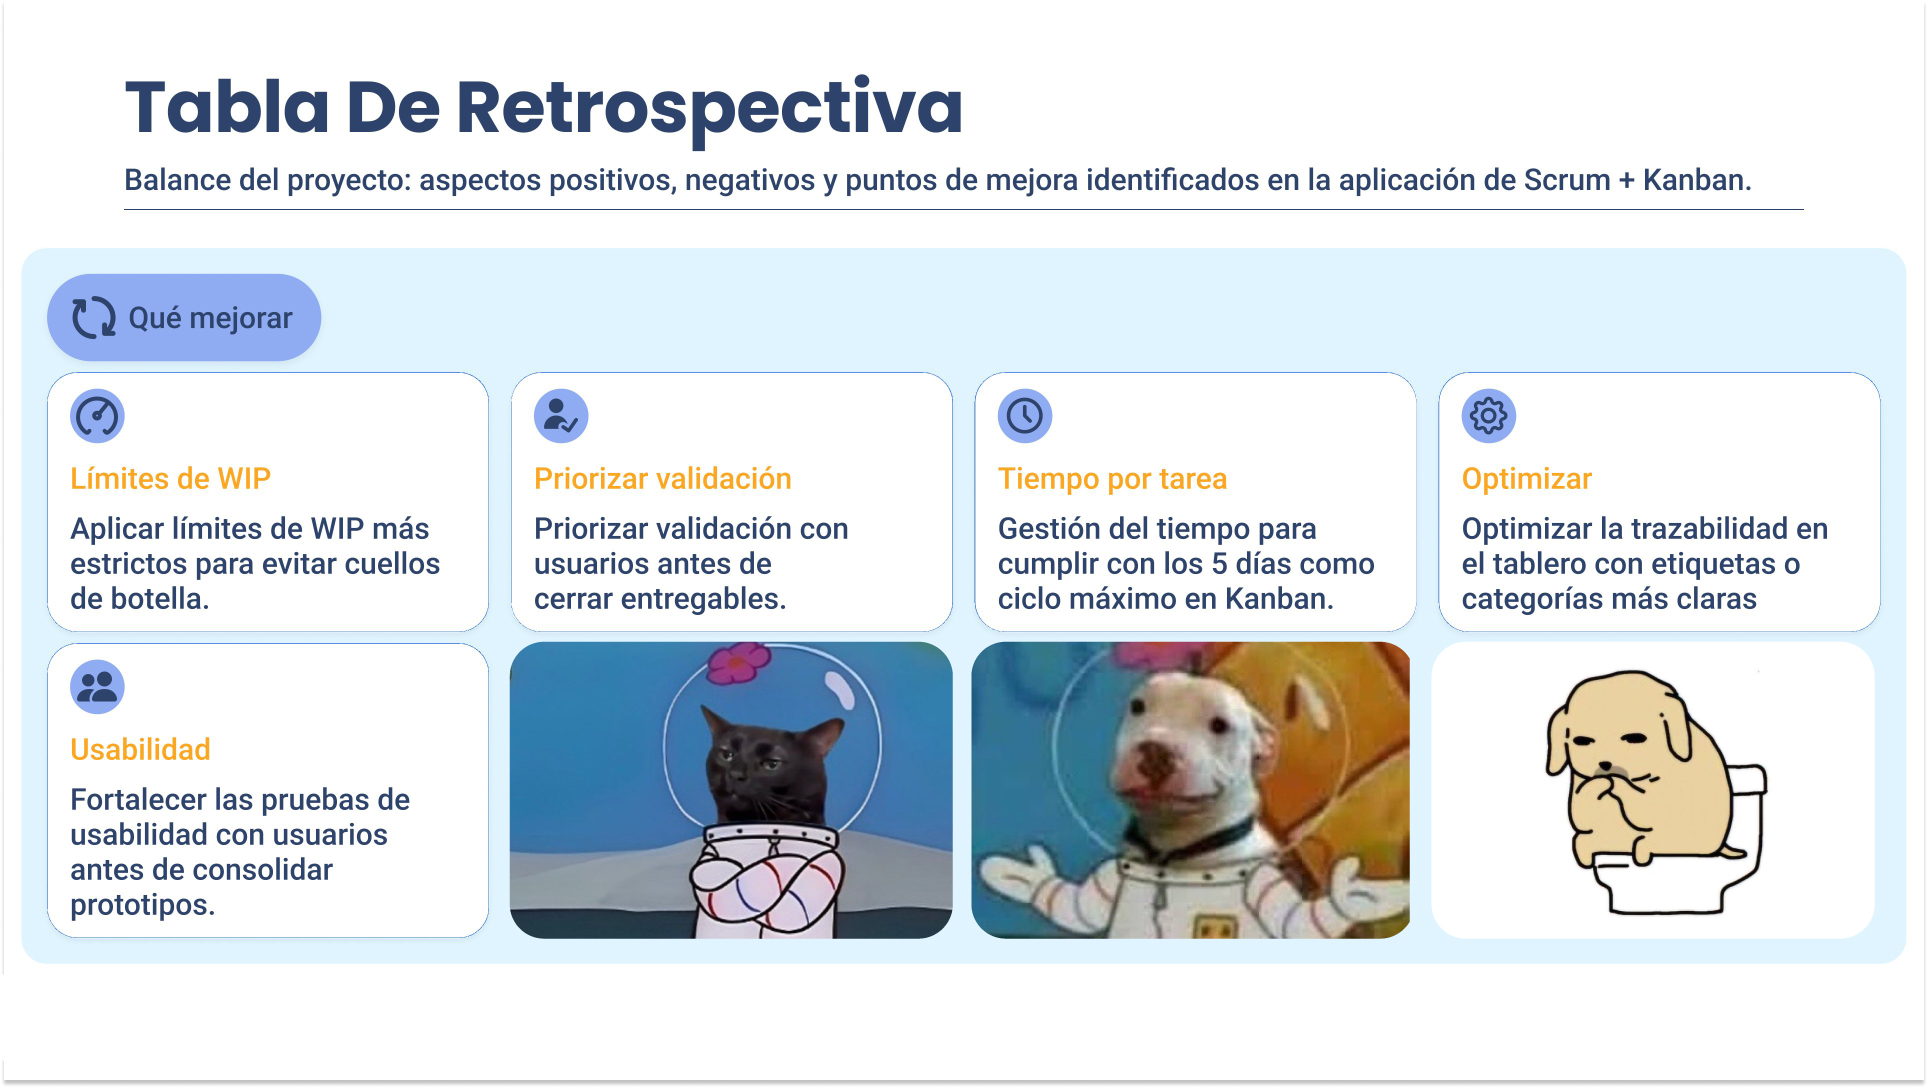 Tabla De Retrospectiva
Balance del proyecto: aspectos positivos, negativos y puntos de mejora identificados en la aplicación de Scrum + Kanban.
Qué mejorar
Límites de WIP
Aplicar límites de WIP más
estrictos para evitar cuellos
de botella.
Priorizar validación
Priorizar validación con
usuarios antes de
cerrar entregables.
Tiempo por tarea
Gestión del tiempo para
cumplir con los 5 días como
ciclo máximo en Kanban.
Optimizar
Optimizar la trazabilidad en
el tablero con etiquetas o
categorías más claras
Usabilidad
Fortalecer las pruebas de
usabilidad con usuarios
antes de consolidar
prototipos.